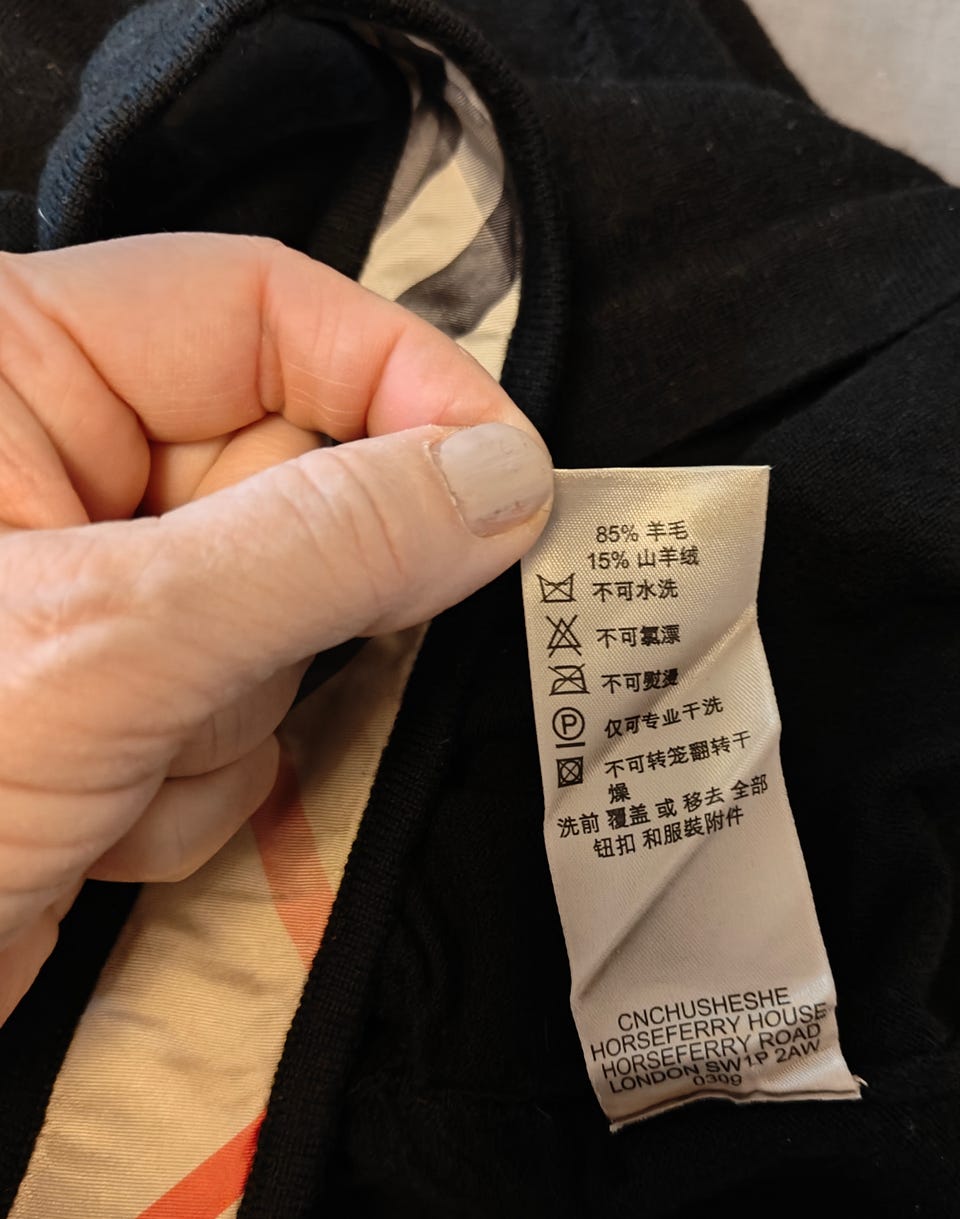 85% 羊毛
15% 山羊绒
不可水洗
不可氯漂
不可熨烫
P 仅可专业干洗
不可转笼翻转干
燥
洗前 覆盖 或 移去 全部
钮扣 和服裝附件
CNCHUSHESHE
HORSEFERRY HOUSE
HORSEFERRY ROAD
LONDON SW1P 2AW
0309